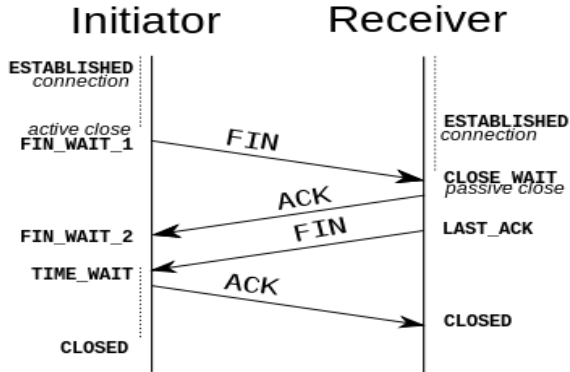 Initiator
Receiver
ESTABLISHED
connection
active close
FIN_WAIT_1
FIN
ESTABLISHED
connection
CLOSE_WAIT
passive close
ACK
FIN_WAIT_2
FIN
LAST_ACK
TIME_WAIT
ACK
CLOSED
CLOSED